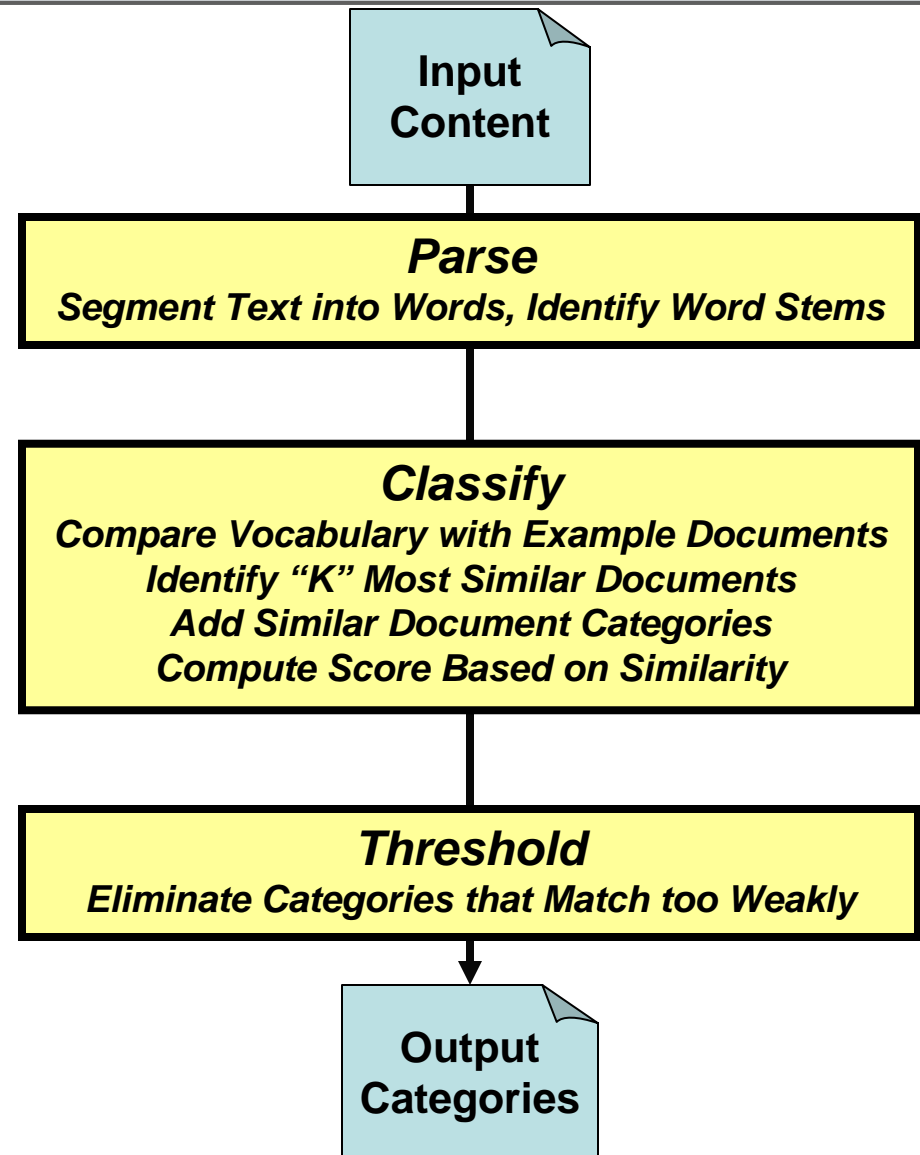 Input
Content
Parse
Segment Text into Words, Identify Word Stems
Classify
Compare Vocabulary with Example Documents
Identify “K” Most Similar Documents
Add Similar Document Categories
Compute Score Based on Similarity
Threshold
Eliminate Categories that Match too Weakly
Output
Categories